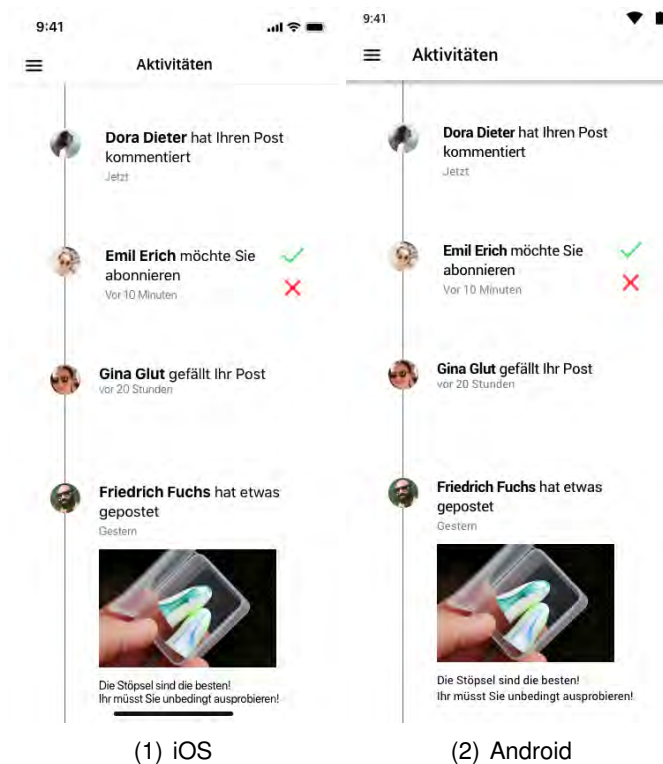 9:41
Aktivitäten
Dora Dieter hat Ihren Post
kommentiert
Jetzt
Emil Erich möchte Sie
abonnieren
Vor 10 Minuten
Gina Glut gefällt Ihr Post
vor 20 Stunden
Friedrich Fuchs hat etwas
gepostet
Gestern
Die Stöpsel sind die besten!
Ihr müsst Sie unbedingt ausprobieren!
(1) iOS
9:41
Aktivitäten
Dora Dieter hat Ihren Post
kommentiert
Jetzt
Emil Erich möchte Sie
abonnieren
Vor 10 Minuten
Gina Glut gefällt Ihr Post
vor 20 Stunden
Friedrich Fuchs hat etwas
gepostet
Gestern
Die Stöpsel sind die besten!
Ihr müsst Sie unbedingt ausprobieren!
(2) Android